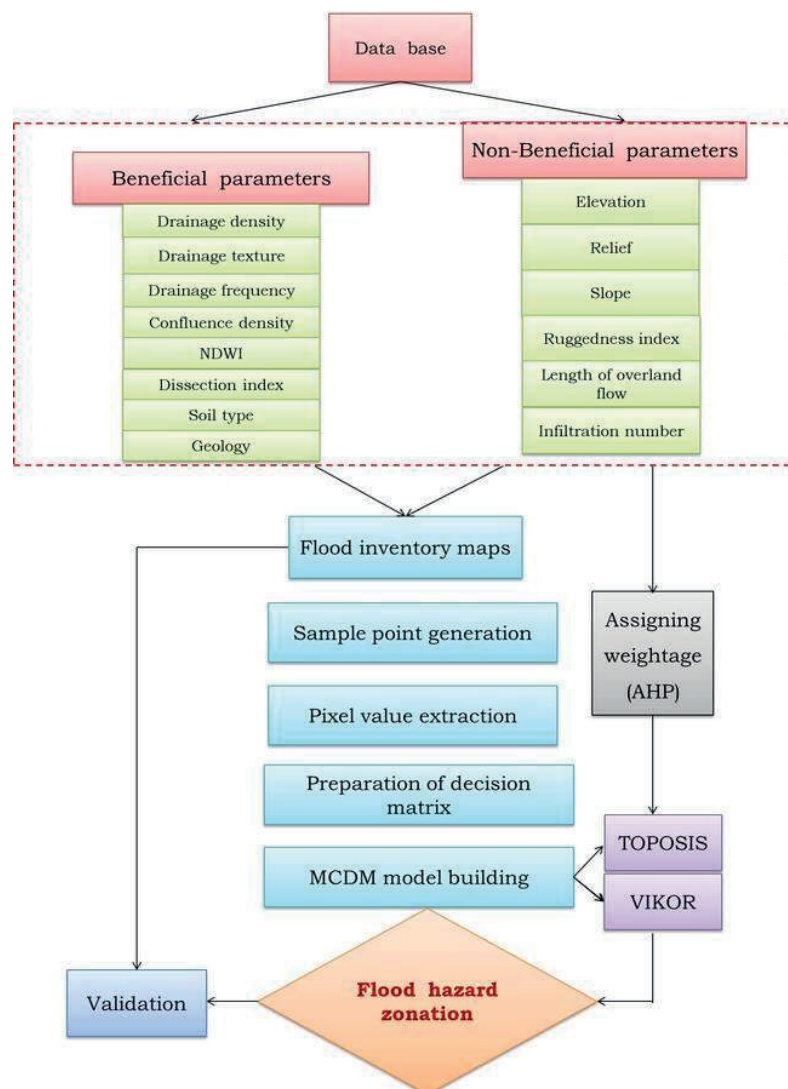 Data base
Beneficial parameters
Drainage density
Drainage texture
Drainage frequency
Confluence density
NDWI
Dissection index
Soil type
Geology
Non-Beneficial parameters
Elevation
Relief
Slope
Ruggedness index
Length of overland
flow
Infiltration number
Flood inventory maps
Sample point generation
Pixel value extraction
Preparation of decision
matrix
MCDM model building
Assigning
weightage
(AHP)
TOPOSIS
VIKOR
Flood hazard
zonation
Validation